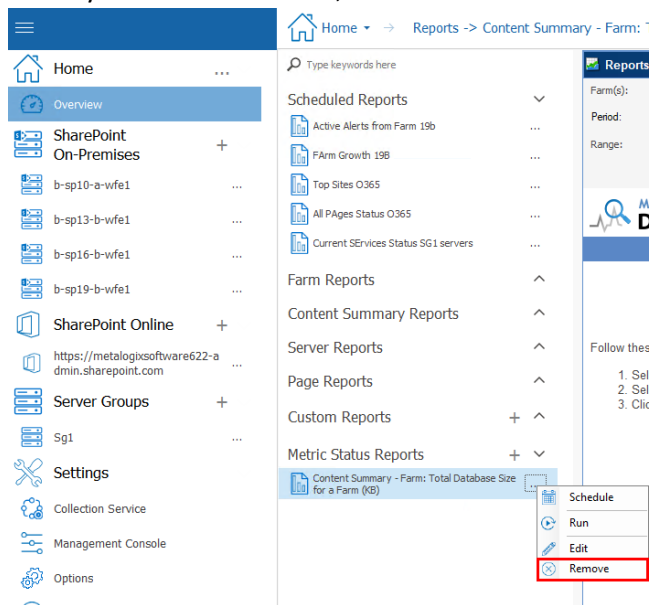 Home
...
Overview
SharePoint
On-Premises
+
b-sp10-a-wfe1
...
b-sp13-b-wfe1
...
b-sp16-b-wfe1
...
b-sp19-b-wfe1
...
SharePoint Online
+
https://metalogixsoftware622-a
dmin.sharepoint.com
...
Server Groups
+
Sg1
...
Settings
Collection Service
Management Console
Options
Home → Reports -> Content Summary - Farm:
Type keywords here
Scheduled Reports
Active Alerts from Farm 19b
...
FArm Growth 19B
...
Top Sites O365
...
All PAges Status O365
...
Current SErvices Status SG1 servers
...
Farm Reports
Content Summary Reports
Server Reports
Page Reports
Custom Reports
+
Metric Status Reports
+
Content Summary - Farm: Total Database Size
for a Farm (KB)
...
Schedule
Run
Edit
Remove
Reports
Farm(s):
Period:
Range:
Follow
1.
2.
3.